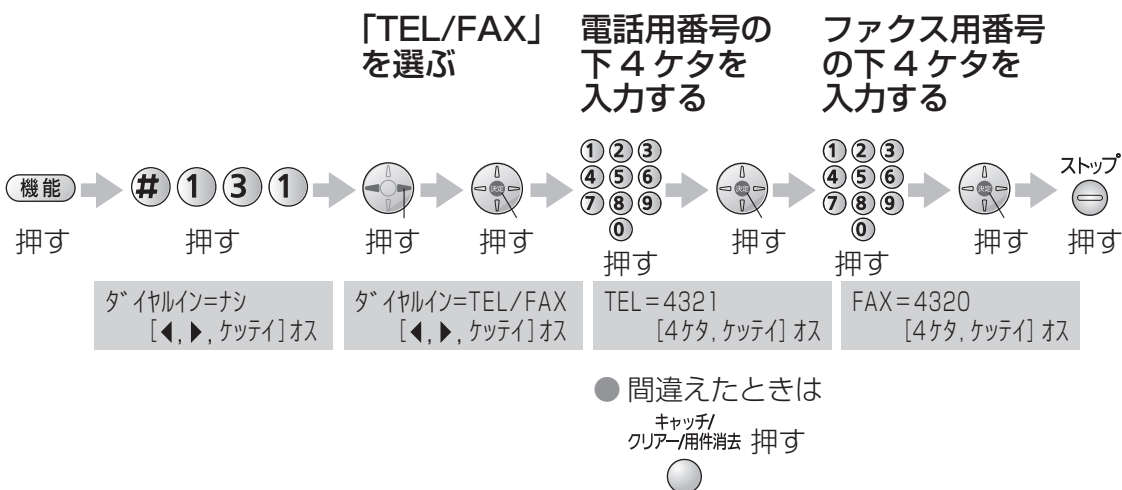 「TEL/FAX」
を選ぶ
電話用番号の
下4ケタを
入力する
ファクス用番号
の下4ケタを
入力する
機能
# 1 3 1
決定
1 2 3
4 5 6
7 8 9
0
決定
1 2 3
4 5 6
7 8 9
0
決定
ストップ
押す
押す
押す
押す
押す
押す
押す
押す
押す
ﾀﾞｲﾔﾙｲﾝ=ﾅｼ
[◀,▶,ｹｯﾃｲ]ｵｽ
ﾀﾞｲﾔﾙｲﾝ=TEL/FAX
[◀,▶,ｹｯﾃｲ]ｵｽ
TEL=4321
[4ｹﾀ,ｹｯﾃｲ] ｵｽ
FAX=4320
[4ｹﾀ,ｹｯﾃｲ] ｵｽ
● 間違えたときは
キャッチ/
クリアー/用件消去 押す